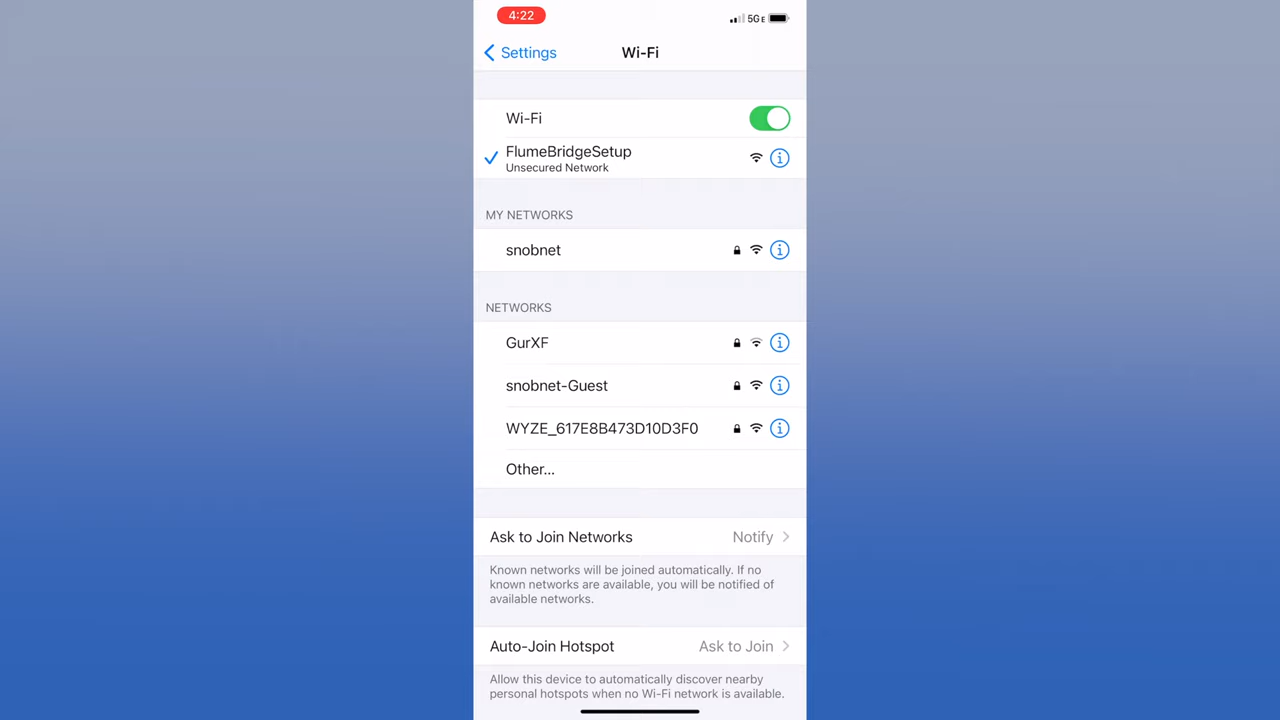 4:22
5GE
Settings
Wi-Fi
Wi-Fi
FlumeBridgeSetup
Unsecured Network
MY NETWORKS
snobnet
NETWORKS
GurXF
snobnet-Guest
WYZE_617E8B473D10D3F0
Other...
Ask to Join Networks Notify
Known networks will be joined automatically. If no
known networks are available, you will be notified of
available networks.
Auto-Join Hotspot Ask to Join
Allow this device to automatically discover nearby
personal hotspots when no Wi-Fi network is available.